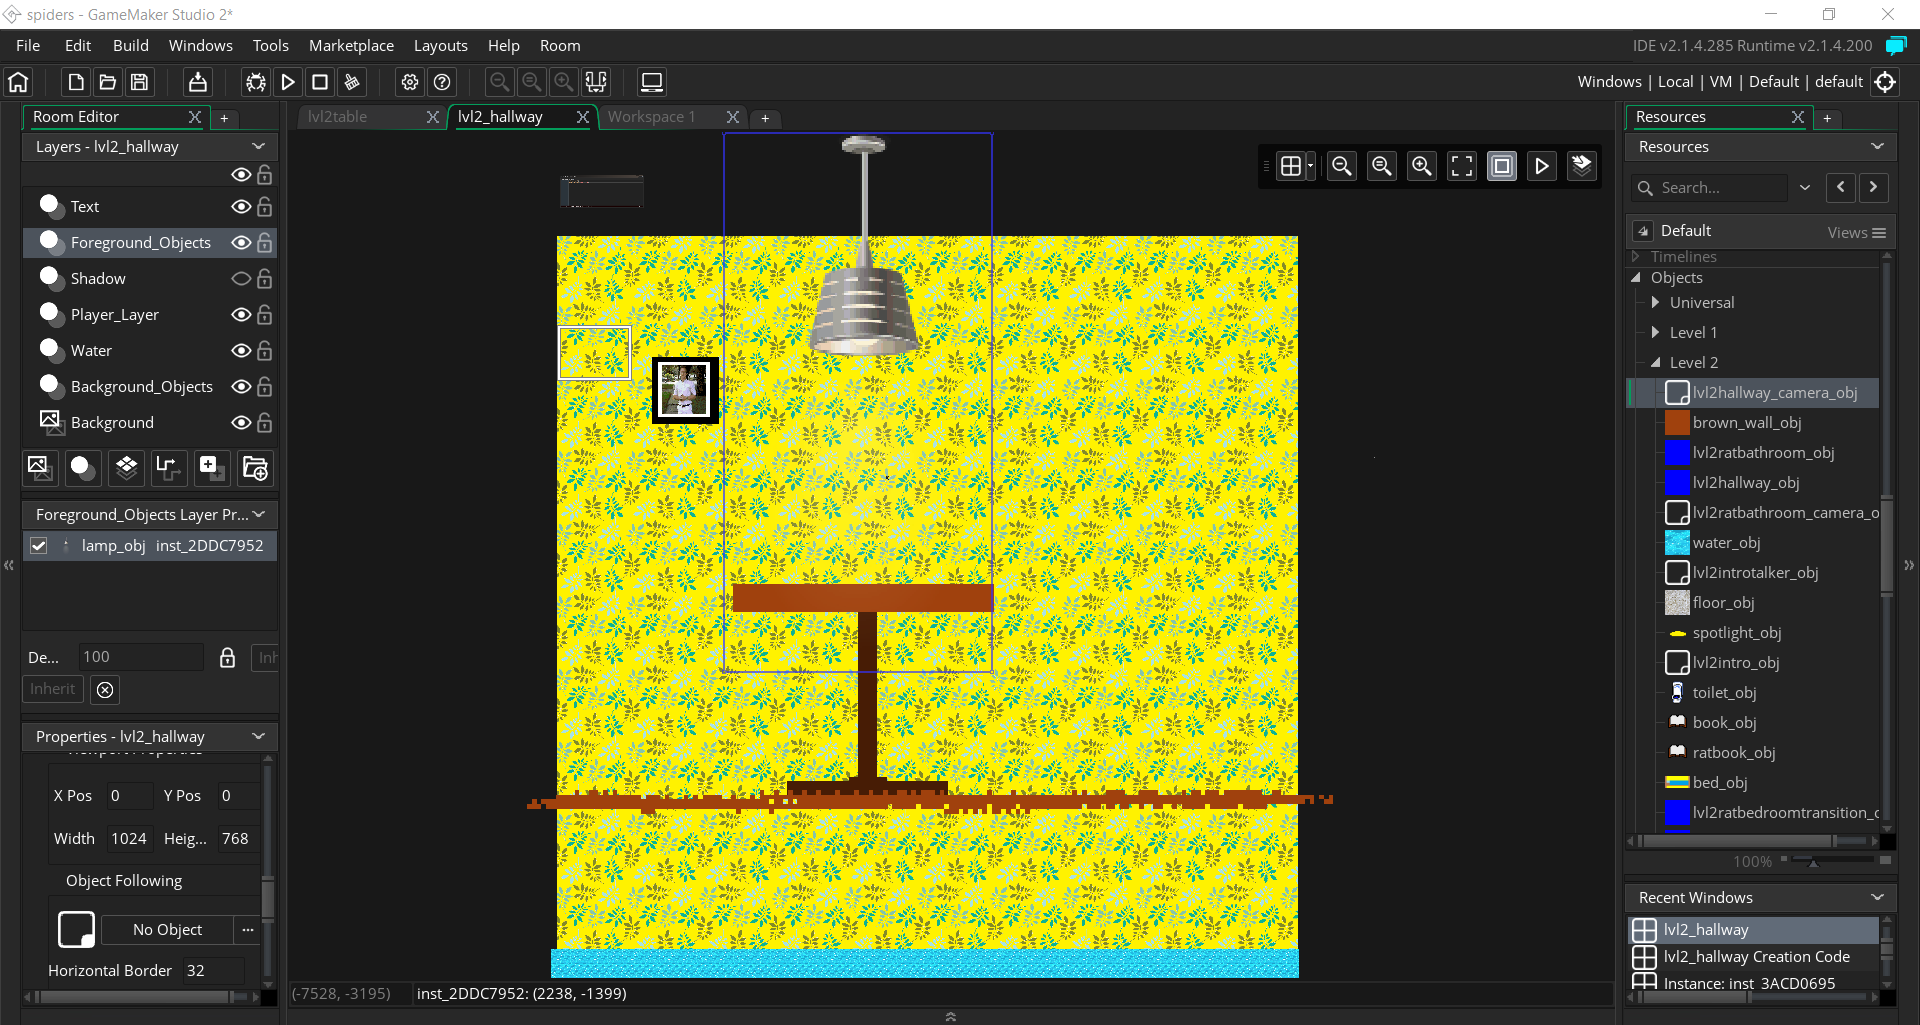 spiders - GameMaker Studio 2*
File Edit Build Windows Tools Marketplace Layouts Help Room
IDE v2.1.4.285 Runtime v2.1.4.200
Windows | Local | VM | Default | default
Room Editor
Layers - lvl2_hallway
Text
Foreground_Objects
Shadow
Player_Layer
Water
Background_Objects
Background
Foreground_Objects Layer Pr...
lamp_obj inst_2DDC7952
De... 100 Inh
Inherit
Properties - lvl2_hallway
Viewport Properties
X Pos 0 Y Pos 0
Width 1024 Heig... 768
Object Following
No Object ...
Horizontal Border 32
lvl2table
lvl2_hallway
Workspace 1
(-7528, -3195) inst_2DDC7952: (2238, -1399)
Resources
Resources
Search...
Default Views
Timelines
Objects
Universal
Level 1
Level 2
lvl2hallway_camera_obj
brown_wall_obj
lvl2ratbathroom_obj
lvl2hallway_obj
lvl2ratbathroom_camera_o
water_obj
lvl2introtalker_obj
floor_obj
spotlight_obj
lvl2intro_obj
toilet_obj
book_obj
ratbook_obj
bed_obj
lvl2ratbedroomtransition_c
100%
Recent Windows
lvl2_hallway
lvl2_hallway Creation Code
Instance: inst_3ACD0695